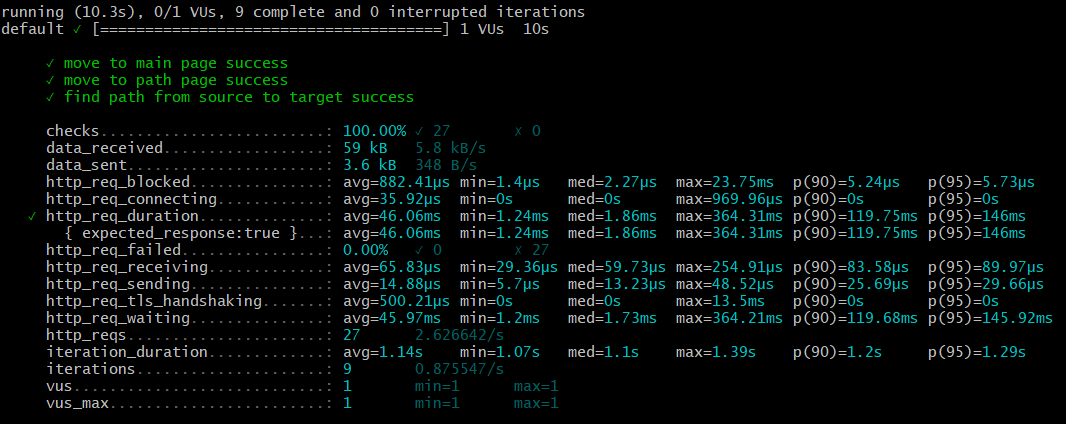 running (10.3s), 0/1 VUs, 9 complete and 0 interrupted iterations
default ✓ [======================================] 1 VUs  10s
✓ move to main page success
✓ move to path page success
✓ find path from source to target success
checks.........................: 100.00% ✓ 27 ✗ 0
data_received..................: 59 kB 5.8 kB/s
data_sent......................: 3.6 kB 348 B/s
http_req_blocked...............: avg=882.41µs min=1.4µs med=2.27µs max=23.75ms p(90)=5.24µs p(95)=5.73µs
http_req_connecting............: avg=35.92µs min=0s med=0s max=969.96µs p(90)=0s p(95)=0s
✓ http_req_duration..............: avg=46.06ms min=1.24ms med=1.86ms max=364.31ms p(90)=119.75ms p(95)=146ms
{ expected_response:true }...: avg=46.06ms min=1.24ms med=1.86ms max=364.31ms p(90)=119.75ms p(95)=146ms
http_req_failed................: 0.00% ✓ 0 ✗ 27
http_req_receiving.............: avg=65.83µs min=29.36µs med=59.73µs max=254.91µs p(90)=83.58µs p(95)=89.97µs
http_req_sending...............: avg=14.88µs min=5.7µs med=13.23µs max=48.52µs p(90)=25.69µs p(95)=29.66µs
http_req_tls_handshaking.......: avg=500.21µs min=0s med=0s max=13.5ms p(90)=0s p(95)=0s
http_req_waiting...............: avg=45.97ms min=1.2ms med=1.73ms max=364.21ms p(90)=119.68ms p(95)=145.92ms
http_reqs......................: 27 2.626642/s
iteration_duration.............: avg=1.14s min=1.07s med=1.1s max=1.39s p(90)=1.2s p(95)=1.29s
iterations.....................: 9 0.875547/s
vus............................: 1 min=1 max=1
vus_max........................: 1 min=1 max=1